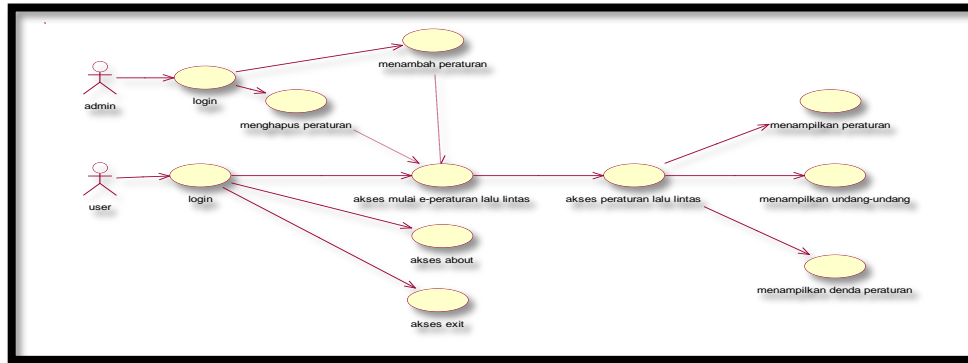 menambah peraturan
admin
login
menghapus peraturan
menampilkan peraturan
user
login
akses mulai e-peraturan lalu lintas
akses peraturan lalu lintas
menampilkan undang-undang
akses about
menampilkan denda peraturan
akses exit